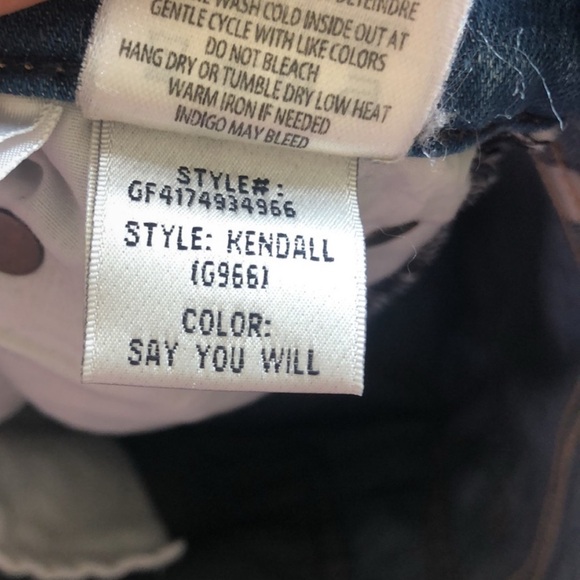 WASH COLD INSIDE OUT AT
GENTLE CYCLE WITH LIKE COLORS
DO NOT BLEACH
HANG DRY OR TUMBLE DRY LOW HEAT
WARM IRON IF NEEDED
INDIGO MAY BLEED
STYLE#:
GF4174934966
STYLE: KENDALL
(G966)
COLOR:
SAY YOU WILL